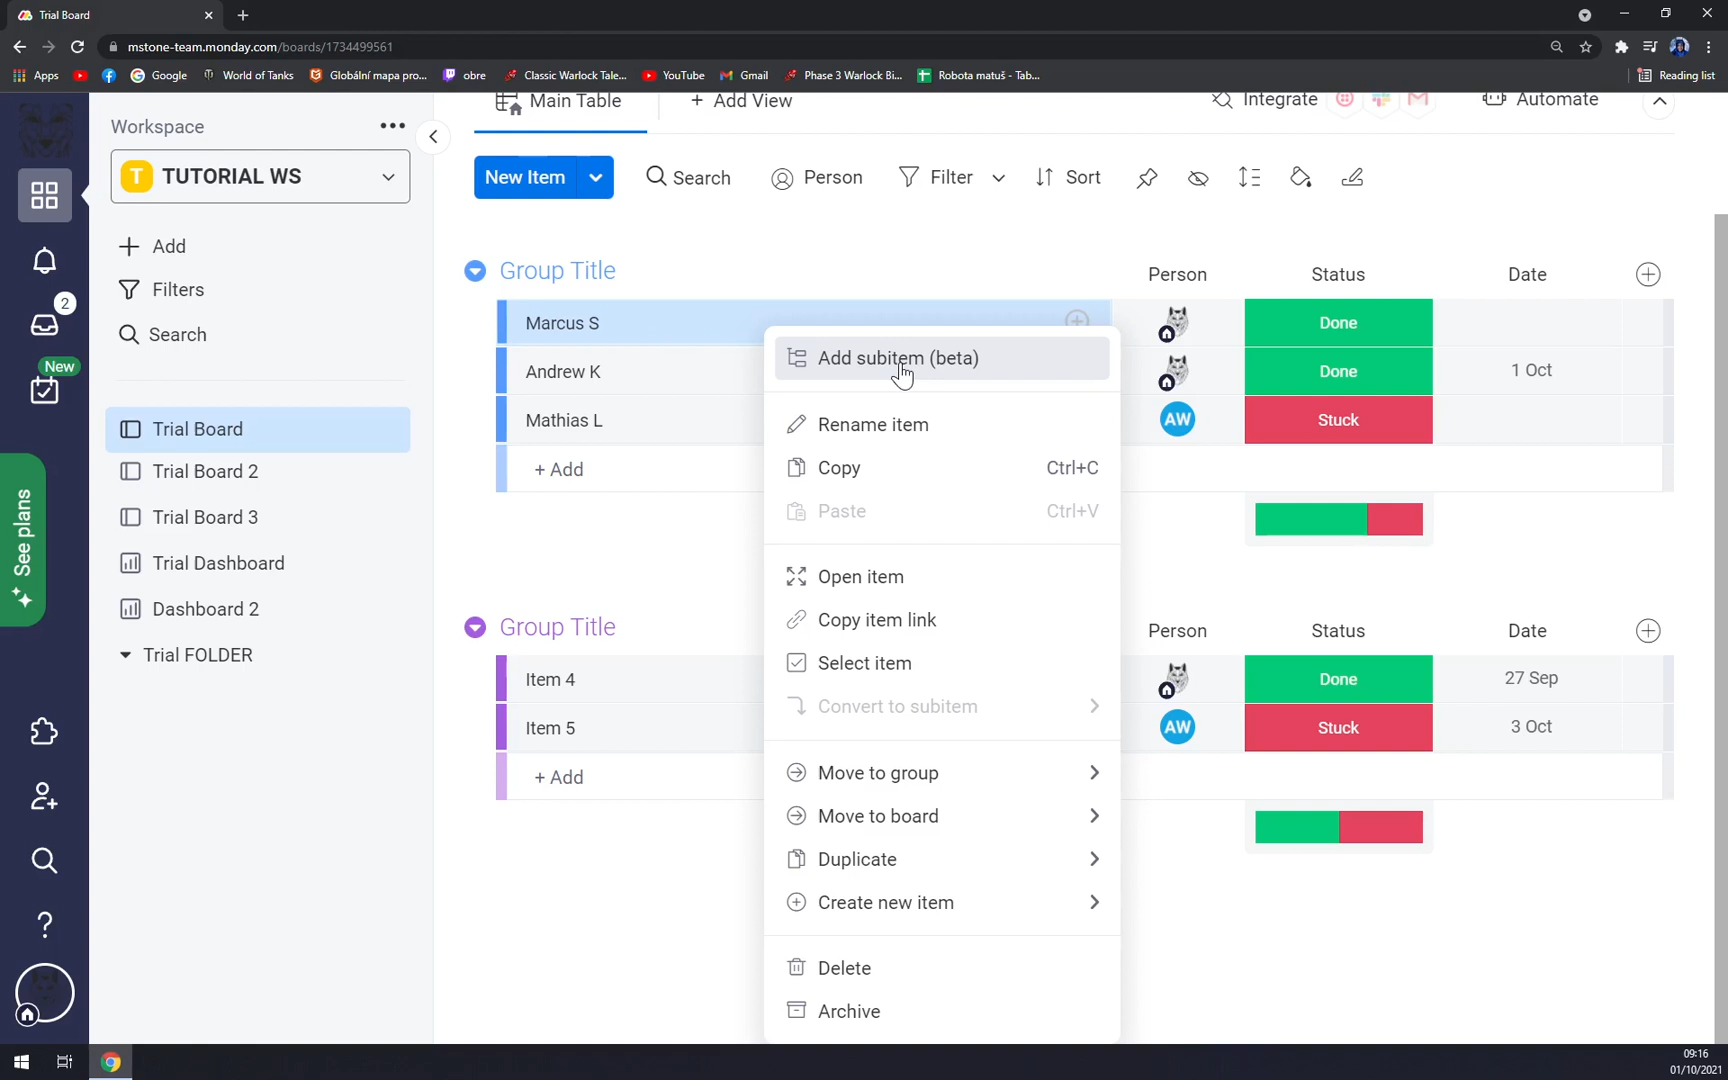 Trial Board
mstone-team.monday.com/boards/1734499561
Apps
Google
World of Tanks
Globální mapa pro...
obre
Classic Warlock Tale...
YouTube
Gmail
Phase 3 Warlock Bi...
Robota matuš - Tab...
Reading list
Workspace
T TUTORIAL WS
Add
Filters
Search
2
New
See plans
Trial Board
Trial Board 2
Trial Board 3
Trial Dashboard
Dashboard 2
Trial FOLDER
Main Table
+ Add View
Integrate
Automate
New Item
Search
Person
Filter
Sort
Group Title
Person
Status
Date
Marcus S
Done
Andrew K
Done
1 Oct
Mathias L
AW
Stuck
+ Add
Group Title
Person
Status
Date
Item 4
Done
27 Sep
Item 5
AW
Stuck
3 Oct
+ Add
Add subitem (beta)
Rename item
Copy Ctrl+C
Paste Ctrl+V
Open item
Copy item link
Select item
Convert to subitem
Move to group
Move to board
Duplicate
Create new item
Delete
Archive
09:16
01/10/2021